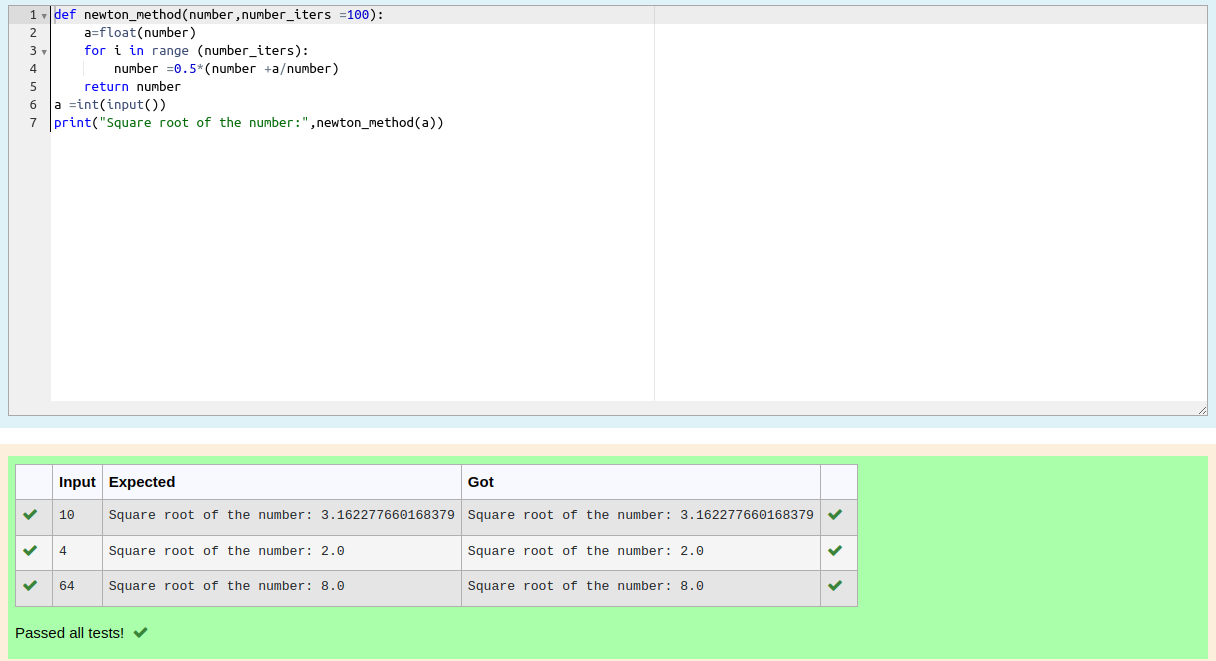 1 def newton_method(number,number_iters =100):
2     a=float(number)
3     for i in range (number_iters):
4         number =0.5*(number +a/number)
5     return number
6 a =int(input())
7 print("Square root of the number:",newton_method(a))
Input Expected Got
10 Square root of the number: 3.162277660168379 Square root of the number: 3.162277660168379
4 Square root of the number: 2.0 Square root of the number: 2.0
64 Square root of the number: 8.0 Square root of the number: 8.0
Passed all tests!